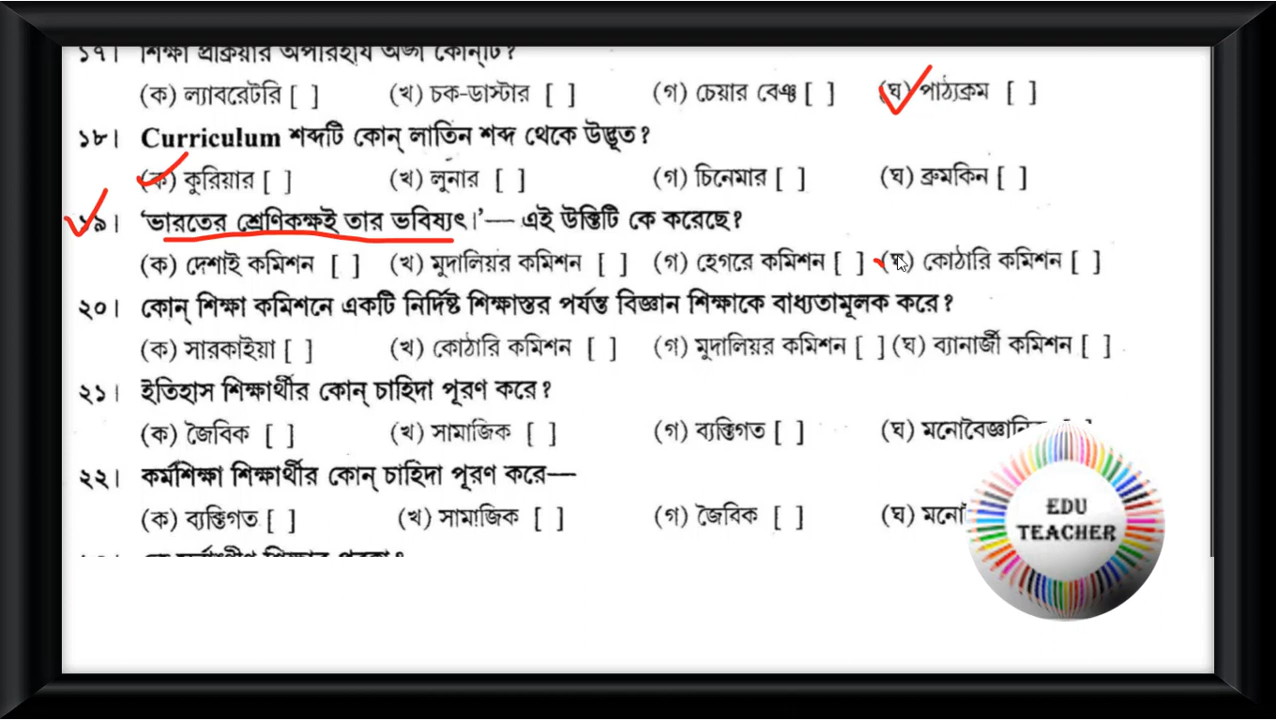 ১৭। শিক্ষা প্রক্রিয়ার অপরিহার্য অঙ্গ কোন্‌টি?
(ক) ল্যাবরেটরি [ ] (খ) চক-ডাস্টার [ ] (গ) চেয়ার বেঞ্চ [ ] (ঘ) পাঠ্যক্রম [ ]
১৮। Curriculum শব্দটি কোন্ লাতিন শব্দ থেকে উদ্ভূত?
(ক) কুরিয়ার [ ] (খ) লুনার [ ] (গ) চিনেমার [ ] (ঘ) ব্রুমকিন [ ]
১৯। 'ভারতের শ্রেণিকক্ষই তার ভবিষ্যৎ।'— এই উক্তিটি কে করেছে?
(ক) দেশাই কমিশন [ ] (খ) মুদালিয়র কমিশন [ ] (গ) হেগরে কমিশন [ ] (ঘ) কোঠারি কমিশন [ ]
২০। কোন্ শিক্ষা কমিশনে একটি নির্দিষ্ট শিক্ষাস্তর পর্যন্ত বিজ্ঞান শিক্ষাকে বাধ্যতামূলক করে?
(ক) সারকাইয়া [ ] (খ) কোঠারি কমিশন [ ] (গ) মুদালিয়র কমিশন [ ] (ঘ) ব্যানার্জী কমিশন [ ]
২১। ইতিহাস শিক্ষার্থীর কোন্ চাহিদা পূরণ করে?
(ক) জৈবিক [ ] (খ) সামাজিক [ ] (গ) ব্যক্তিগত [ ] (ঘ) মনোবৈজ্ঞানিক [ ]
২২। কর্মশিক্ষা শিক্ষার্থীর কোন্ চাহিদা পূরণ করে—
(ক) ব্যক্তিগত [ ] (খ) সামাজিক [ ] (গ) জৈবিক [ ] (ঘ) মনো
EDU
TEACHER